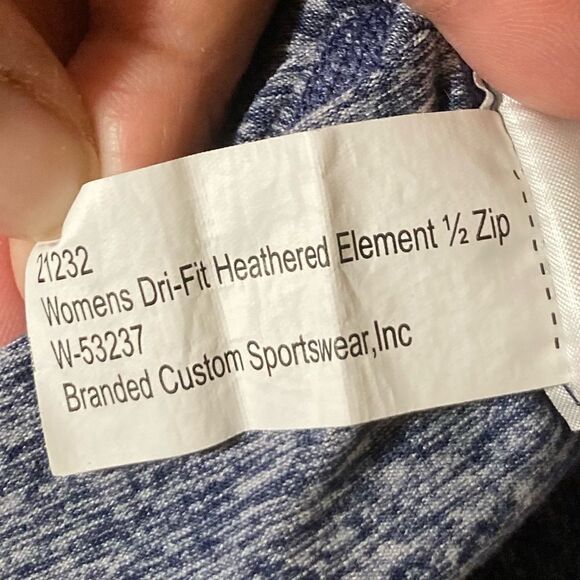 21232
Womens Dri-Fit Heathered Element ½ Zip
W-53237
Branded Custom Sportswear,Inc